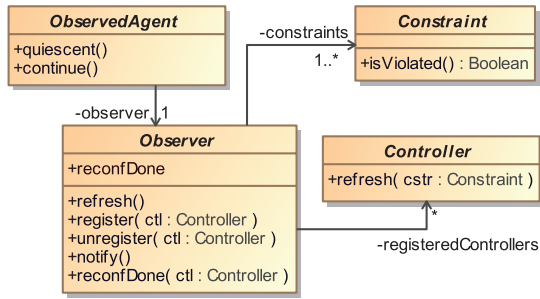 ObservedAgent
+quiescent()
+continue()
-constraints
1..*
Constraint
+isViolated() : Boolean
-observer
1
Observer
+reconfDone
+refresh()
+register( ctl : Controller )
+unregister( ctl : Controller )
+notify()
+reconfDone( ctl : Controller )
Controller
+refresh( cstr : Constraint )
*
-registeredControllers